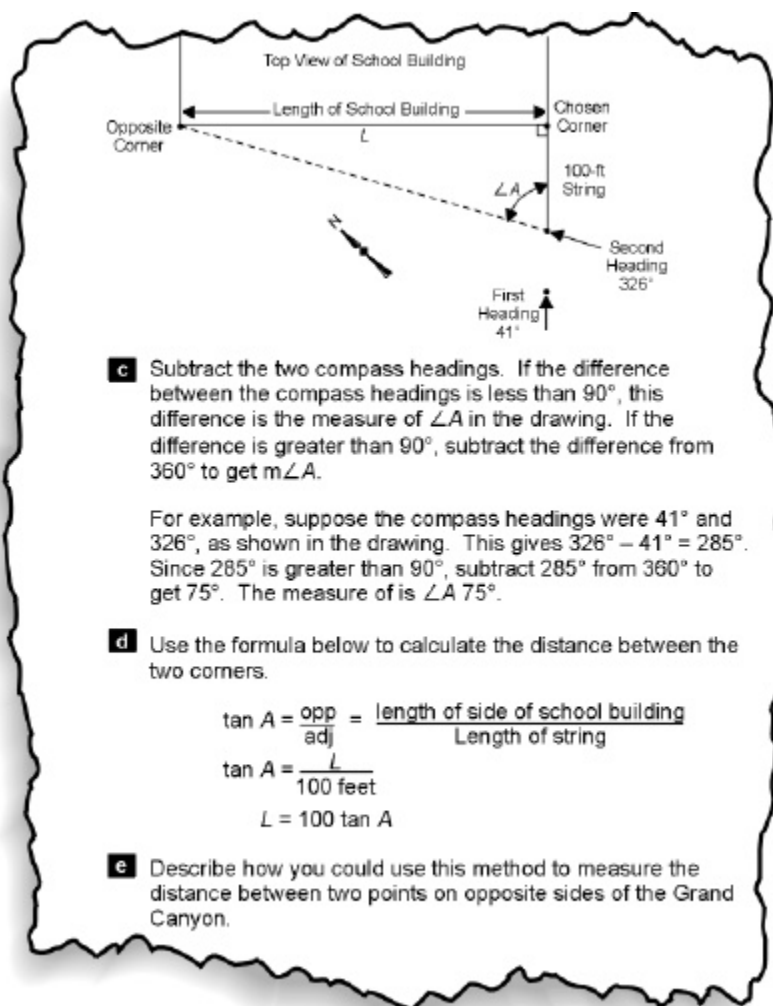 Top View of School Building
Length of School Building
Chosen
Corner
Opposite
Corner
L
100-ft
String
∠A
N
Second
Heading
326°
First
Heading
41°
c Subtract the two compass headings. If the difference
between the compass headings is less than 90°, this
difference is the measure of ∠A in the drawing. If the
difference is greater than 90°, subtract the difference from
360° to get m∠A.
For example, suppose the compass headings were 41° and
326°, as shown in the drawing. This gives 326° – 41° = 285°.
Since 285° is greater than 90°, subtract 285° from 360° to
get 75°. The measure of is ∠A 75°.
d Use the formula below to calculate the distance between the
two corners.
tan A = opp/adj = length of side of school building/Length of string
tan A = L/100 feet
L = 100 tan A
e Describe how you could use this method to measure the
distance between two points on opposite sides of the Grand
Canyon.